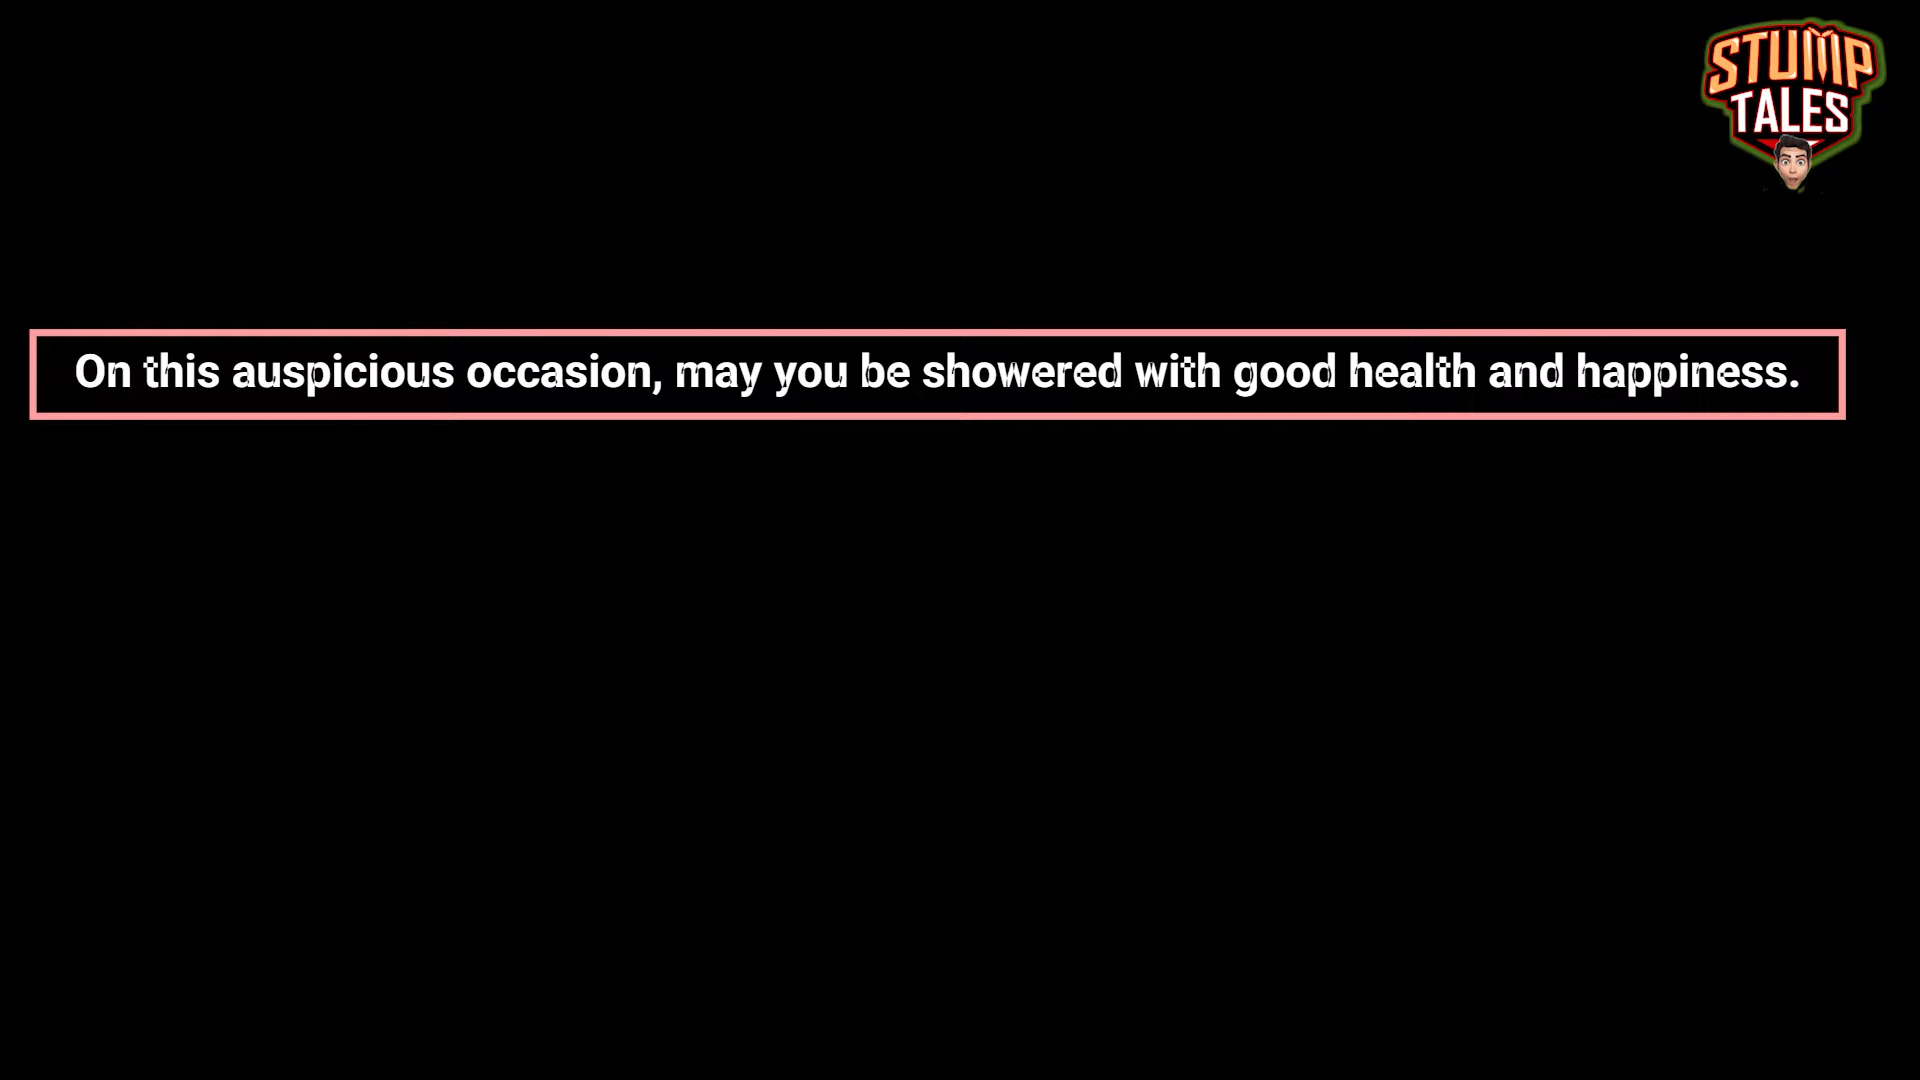 STUMP
TALES
On this auspicious occasion, may you be showered with good health and happiness.